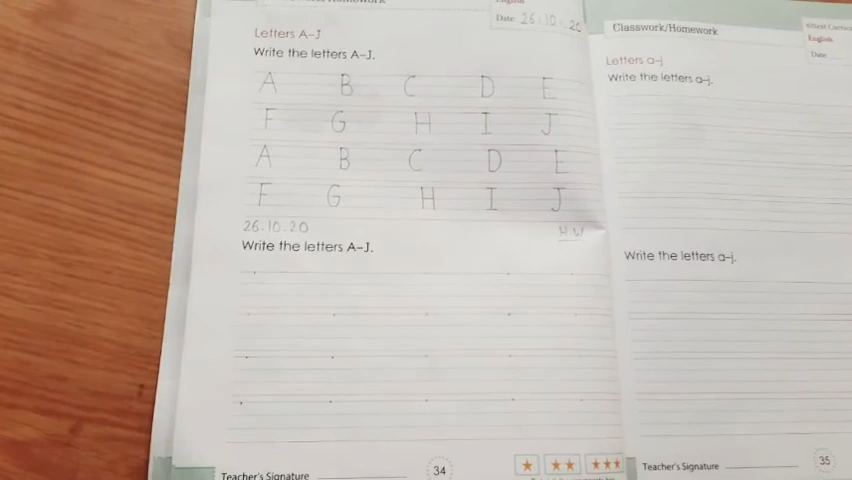 English
Date 26.10.20
Letters A–J
Write the letters A–J.
A B C D E
F G H I J
A B C D E
F G H I J
26.10.20 H.W
Write the letters A–J.
Teacher's Signature
34
Classwork/Homework
English
Date
Letters a–j
Write the letters a–j.
Write the letters a–j.
Teacher's Signature
35